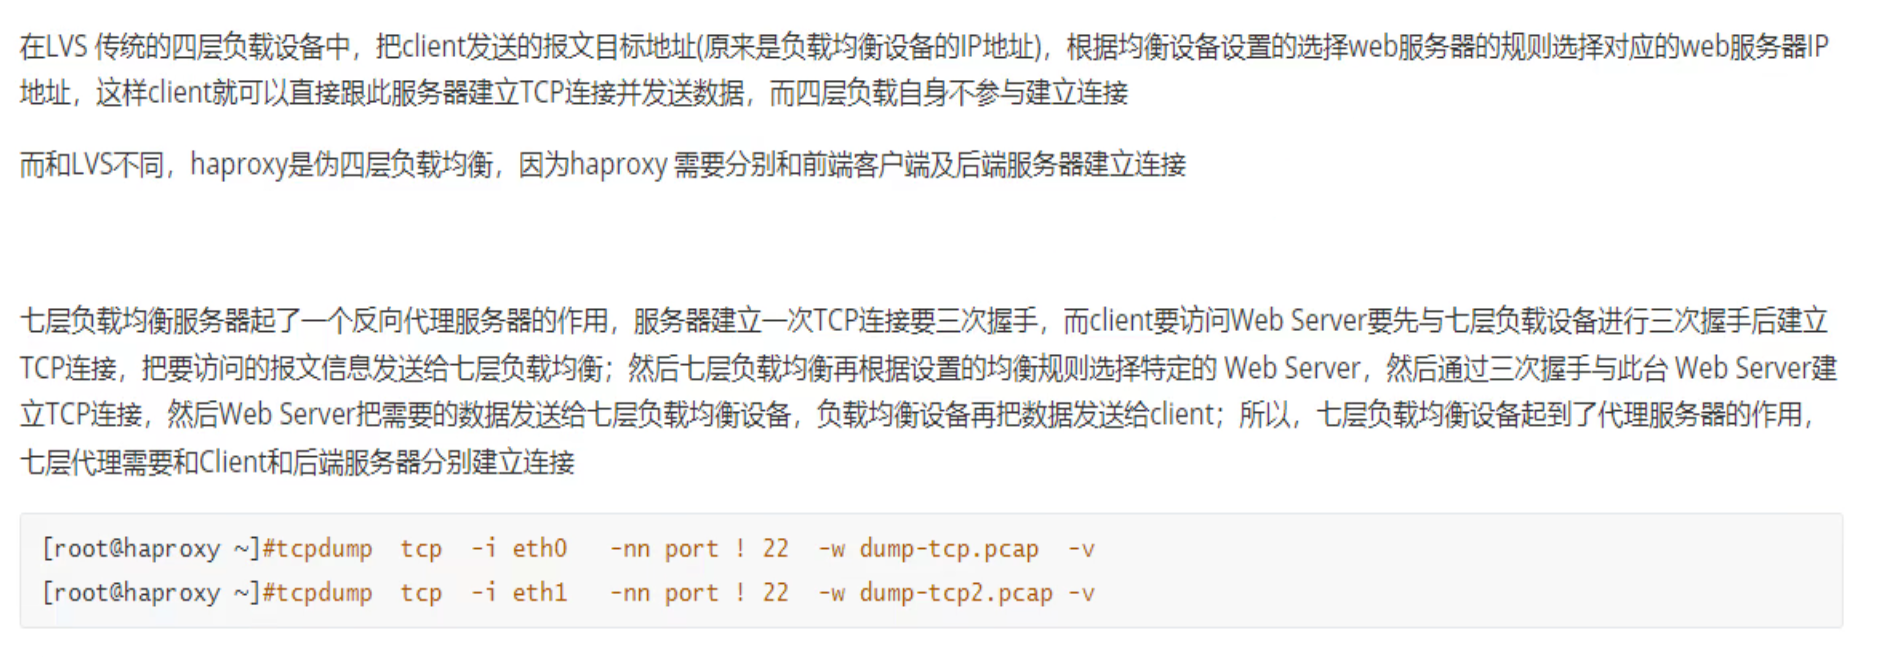 在LVS 传统的四层负载设备中，把client发送的报文目标地址(原来是负载均衡设备的IP地址)，根据均衡设备设置的选择web服务器的规则选择对应的web服务器IP
地址，这样client就可以直接跟此服务器建立TCP连接并发送数据，而四层负载自身不参与建立连接
而和LVS不同，haproxy是伪四层负载均衡，因为haproxy 需要分别和前端客户端及后端服务器建立连接
七层负载均衡服务器起了一个反向代理服务器的作用，服务器建立一次TCP连接要三次握手，而client要访问Web Server要先与七层负载设备进行三次握手后建立
TCP连接，把要访问的报文信息发送给七层负载均衡；然后七层负载均衡再根据设置的均衡规则选择特定的 Web Server，然后通过三次握手与此台 Web Server建
立TCP连接，然后Web Server把需要的数据发送给七层负载均衡设备，负载均衡设备再把数据发送给client；所以，七层负载均衡设备起到了代理服务器的作用，
七层代理需要和Client和后端服务器分别建立连接
[root@haproxy ~]#tcpdump  tcp  -i eth0   -nn port ! 22  -w dump-tcp.pcap  -v
[root@haproxy ~]#tcpdump  tcp  -i eth1   -nn port ! 22  -w dump-tcp2.pcap -v